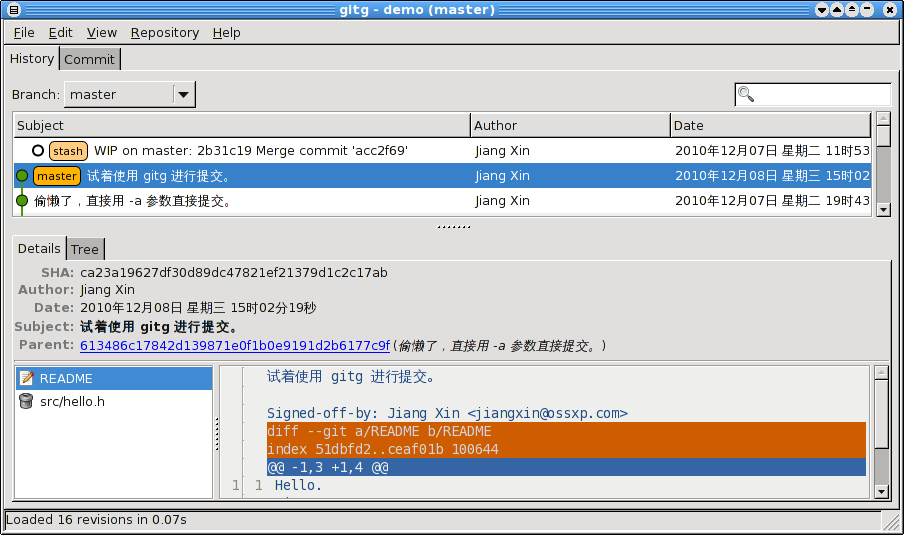 gitg - demo (master)
File Edit View Repository Help
History Commit
Branch: master
Subject Author Date
stash WIP on master: 2b31c19 Merge commit 'acc2f69' Jiang Xin 2010年12月07日 星期二 11时53
master 试着使用 gitg 进行提交。 Jiang Xin 2010年12月08日 星期三 15时02
偷懒了，直接用 -a 参数直接提交。 Jiang Xin 2010年12月07日 星期二 19时43
Details Tree
SHA: ca23a19627df30d89dc47821ef21379d1c2c17ab
Author: Jiang Xin
Date: 2010年12月08日 星期三 15时02分19秒
Subject: 试着使用 gitg 进行提交。
Parent: 613486c17842d139871e0f1b0e9191d2b6177c9f (偷懒了，直接用 -a 参数直接提交。)
README
src/hello.h
试着使用 gitg 进行提交。
Signed-off-by: Jiang Xin <jiangxin@ossxp.com>
diff --git a/README b/README
index 51dbfd2..ceaf01b 100644
@@ -1,3 +1,4 @@
1 1 Hello.
Loaded 16 revisions in 0.07s